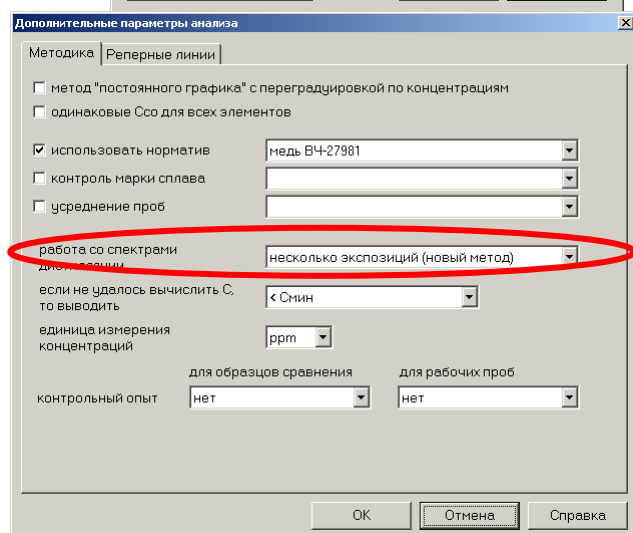 Дополнительные параметры анализа
Методика Реперные линии
метод "постоянного графика" с переградуировкой по концентрациям
одинаковые Ссо для всех элементов
использовать норматив медь ВЧ-27981
контроль марки сплава
усреднение проб
работа со спектрами
дистилляции несколько экспозиций (новый метод)
если не удалось вычислить С,
то выводить < Смин
единица измерения
концентраций ppm
для образцов сравнения для рабочих проб
контрольный опыт нет нет
OK Отмена Справка